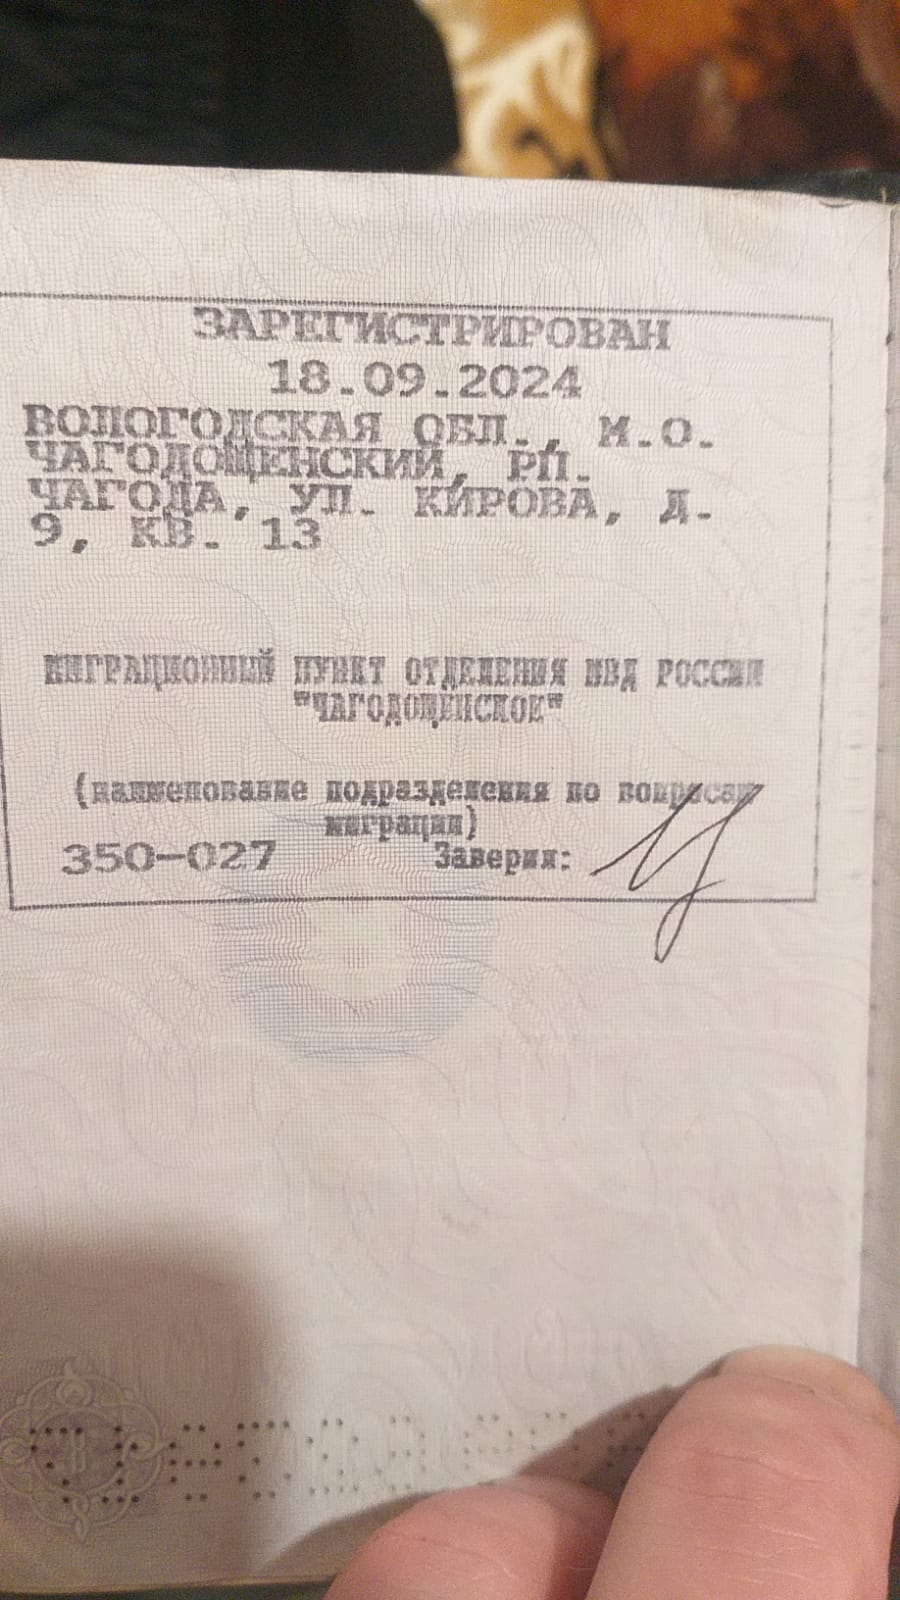 ЗАРЕГИСТРИРОВАН
18.09.2024
ВОЛОГОДСКАЯ ОБЛ., М.О.
ЧАГОДОЩЕНСКИЙ, РП.
ЧАГОДА, УЛ. КИРОВА, Д.
9, КВ. 13
МИГРАЦИОННЫЙ ПУНКТ ОТДЕЛЕНИЯ МВД РОССИИ
"ЧАГОДОЩЕНСКОЕ"
(наименование подразделения по вопросам
миграции)
350-027 Заверил: